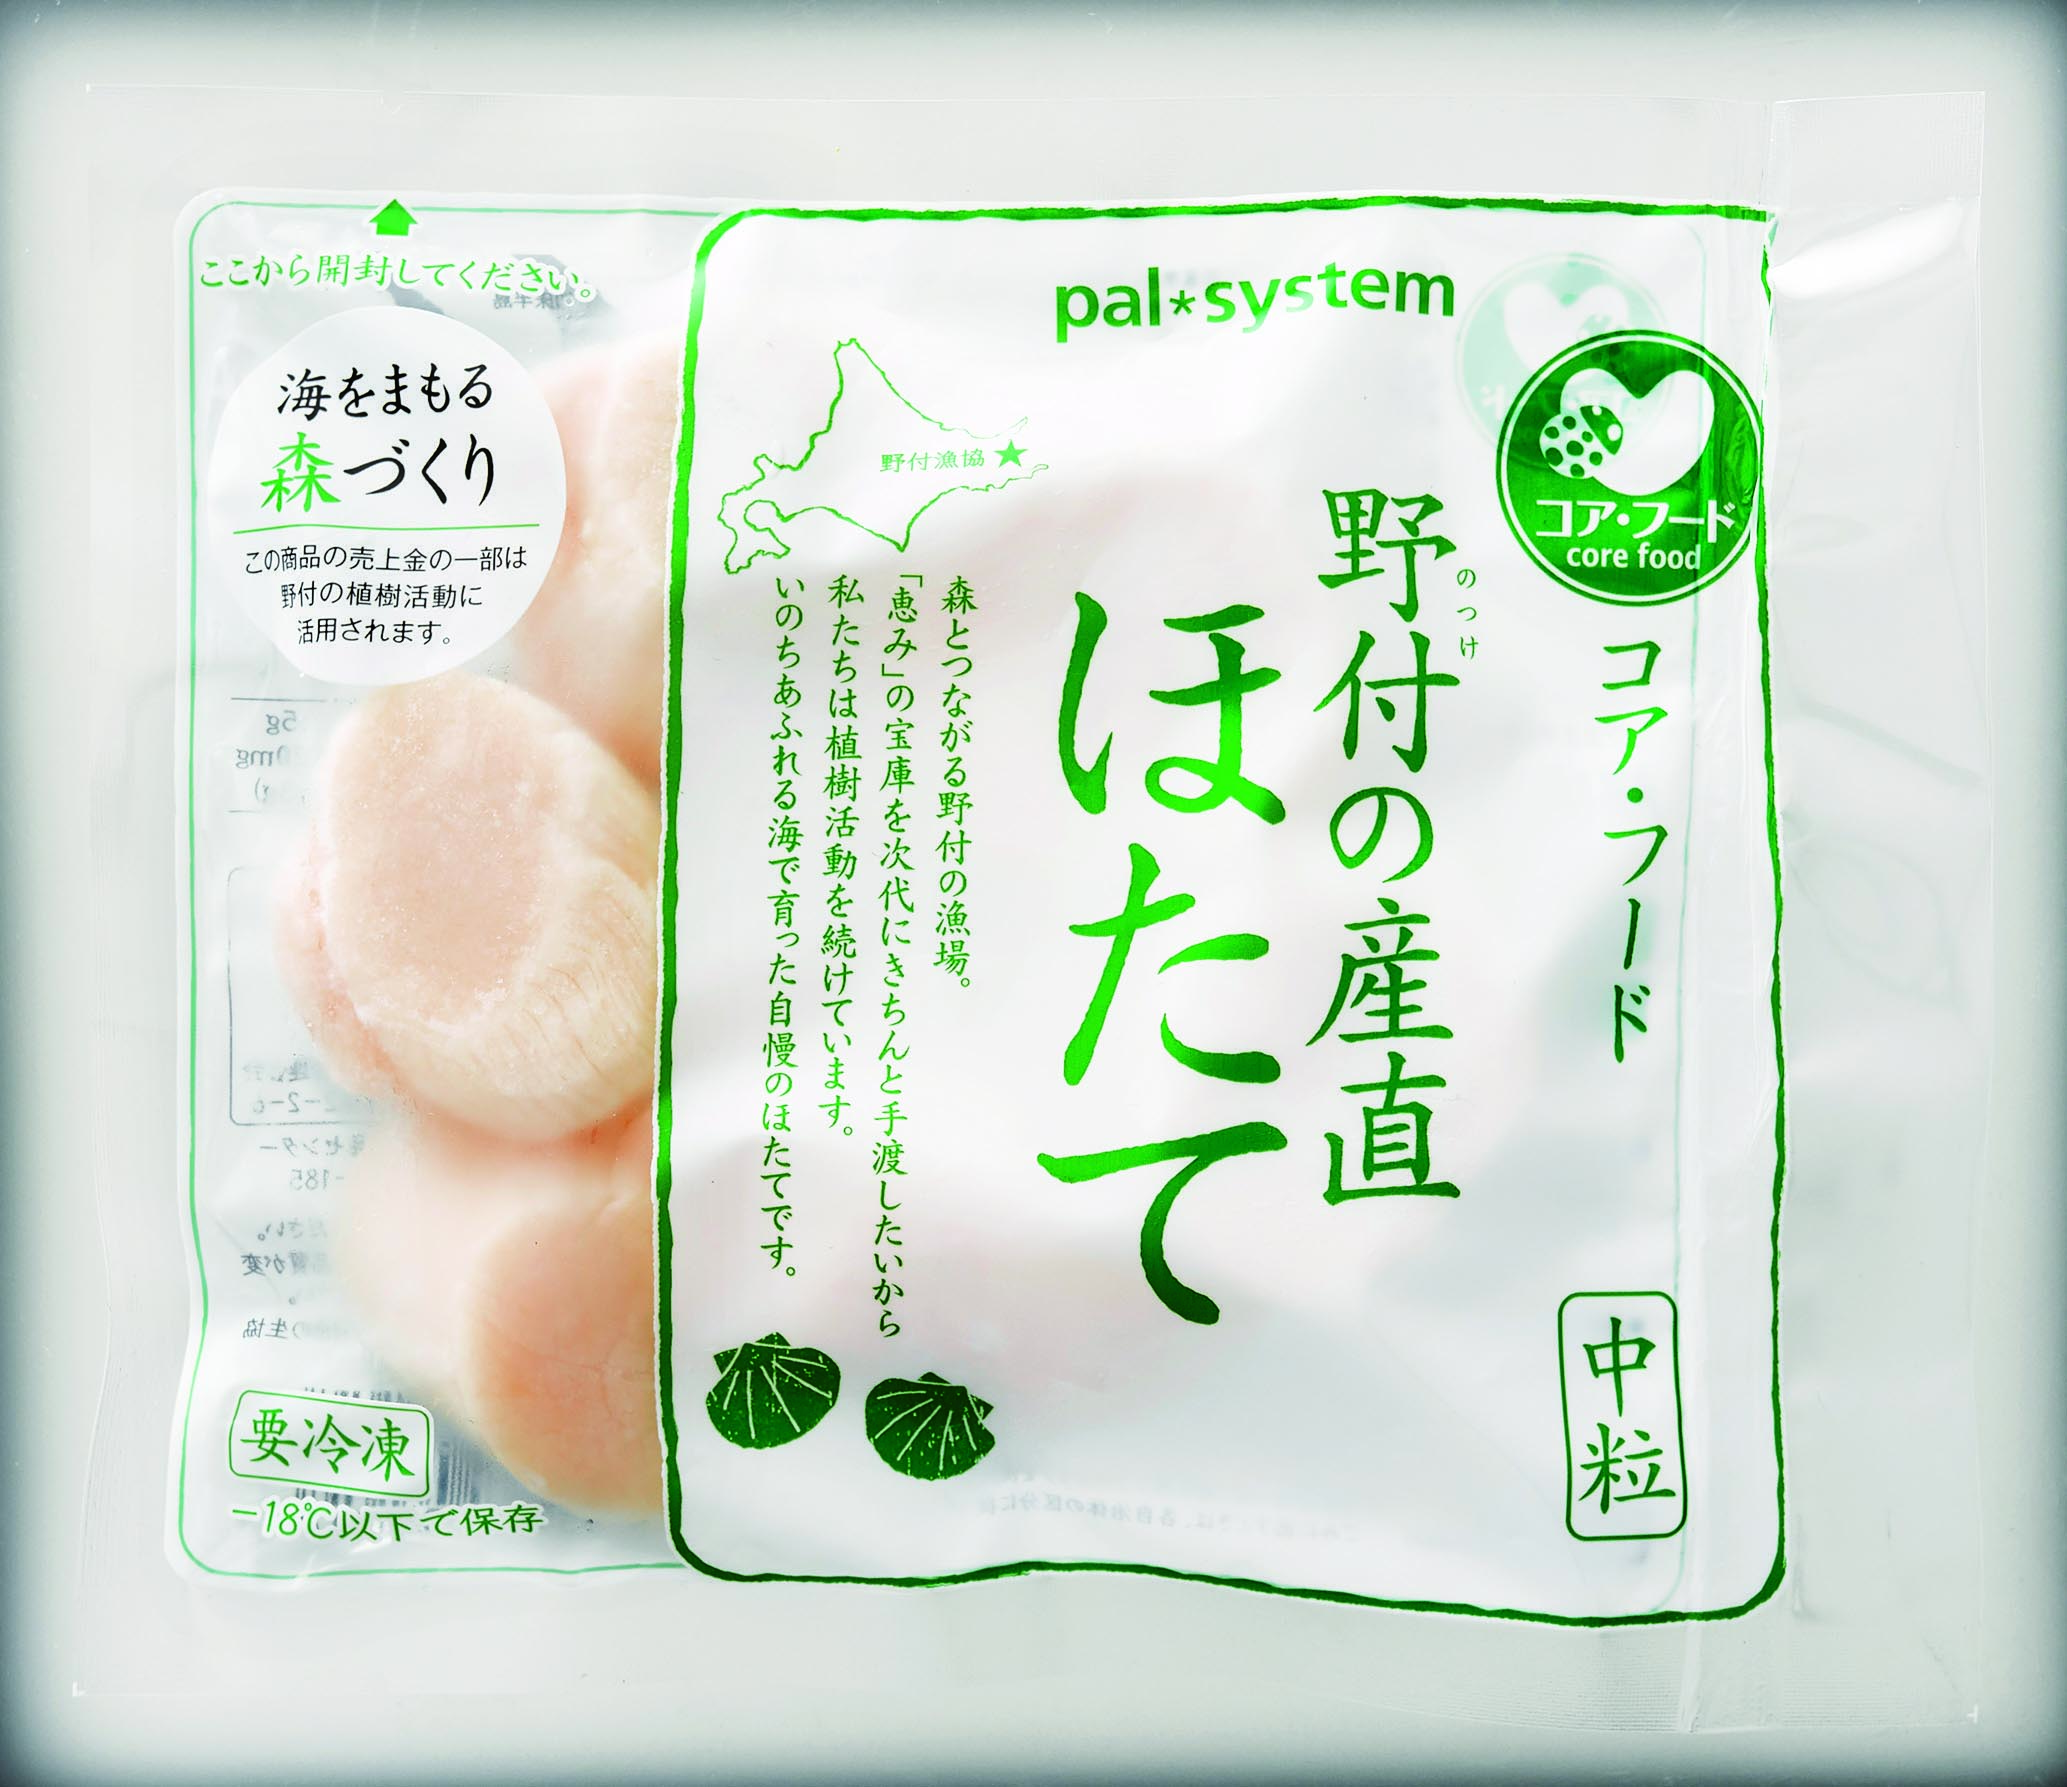 ここから開封してください。
海をまもる
森づくり
この商品の売上金の一部は
野付の植樹活動に
活用されます。
要冷凍
-18℃以下で保存
pal*system
コア・フード
core food
コア・フード
野付の産直
のつけ
ほたて
中粒
野付漁協 ★
森とつながる野付の漁場。
「恵み」の宝庫を次代にきちんと手渡したいから
私たちは植樹活動を続けています。
いのちあふれる海で育った自慢のほたてです。